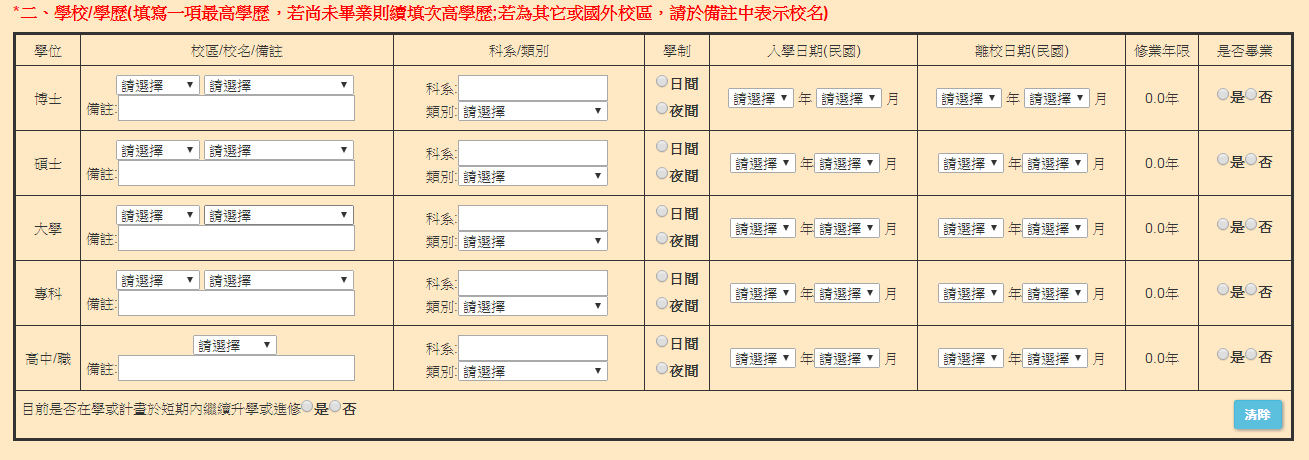 *二、學校/學歷(填寫一項最高學歷，若尚未畢業則續填次高學歷;若為其它或國外校區，請於備註中表示校名)
學位 校區/校名/備註 科系/類別 學制 入學日期(民國) 離校日期(民國) 修業年限 是否畢業
博士 請選擇 請選擇 備註: 科系: 類別: 請選擇 日間 夜間 請選擇 年 請選擇 月 請選擇 年 請選擇 月 0.0年 是 否
碩士 請選擇 請選擇 備註: 科系: 類別: 請選擇 日間 夜間 請選擇 年 請選擇 月 請選擇 年 請選擇 月 0.0年 是 否
大學 請選擇 請選擇 備註: 科系: 類別: 請選擇 日間 夜間 請選擇 年 請選擇 月 請選擇 年 請選擇 月 0.0年 是 否
專科 請選擇 請選擇 備註: 科系: 類別: 請選擇 日間 夜間 請選擇 年 請選擇 月 請選擇 年 請選擇 月 0.0年 是 否
高中/職 請選擇 備註: 科系: 類別: 請選擇 日間 夜間 請選擇 年 請選擇 月 請選擇 年 請選擇 月 0.0年 是 否
目前是否在學或計畫於短期內繼續升學或進修 是 否 清除